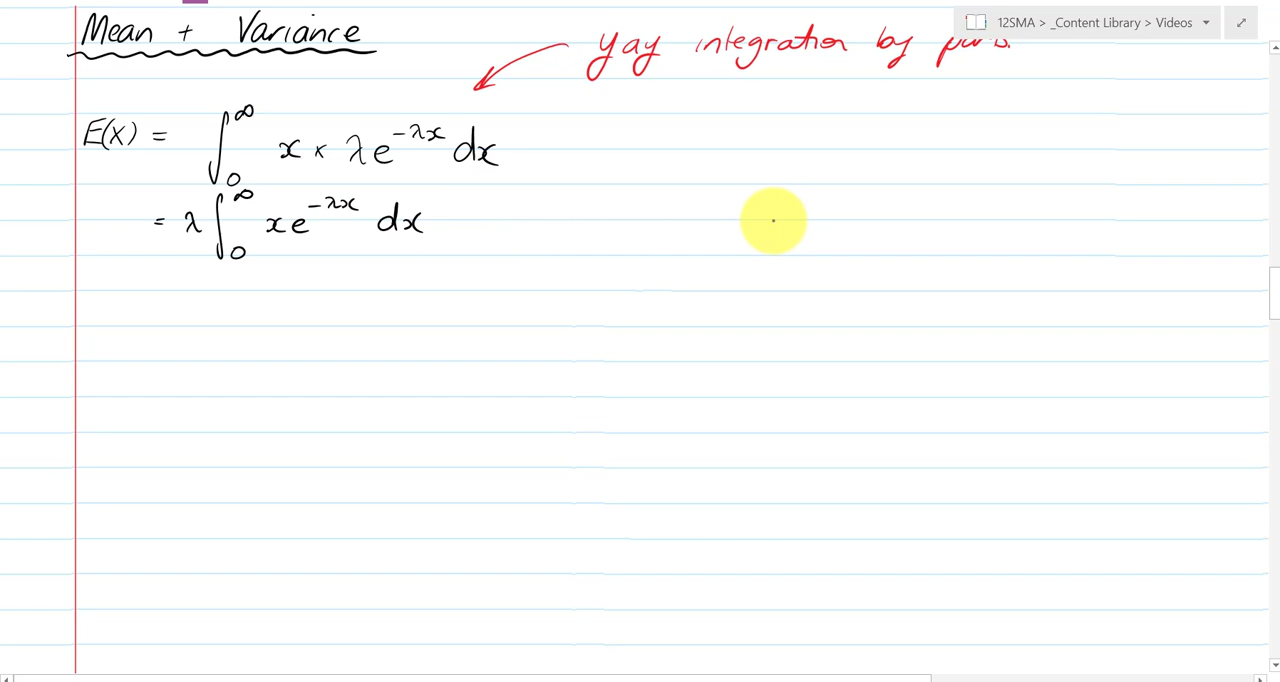 Mean + Variance
12SMA > _Content Library > Videos
yay integration by
E(X) = ∫₀^∞ x × λe^{-λx} dx
= λ ∫₀^∞ xe^{-λx} dx